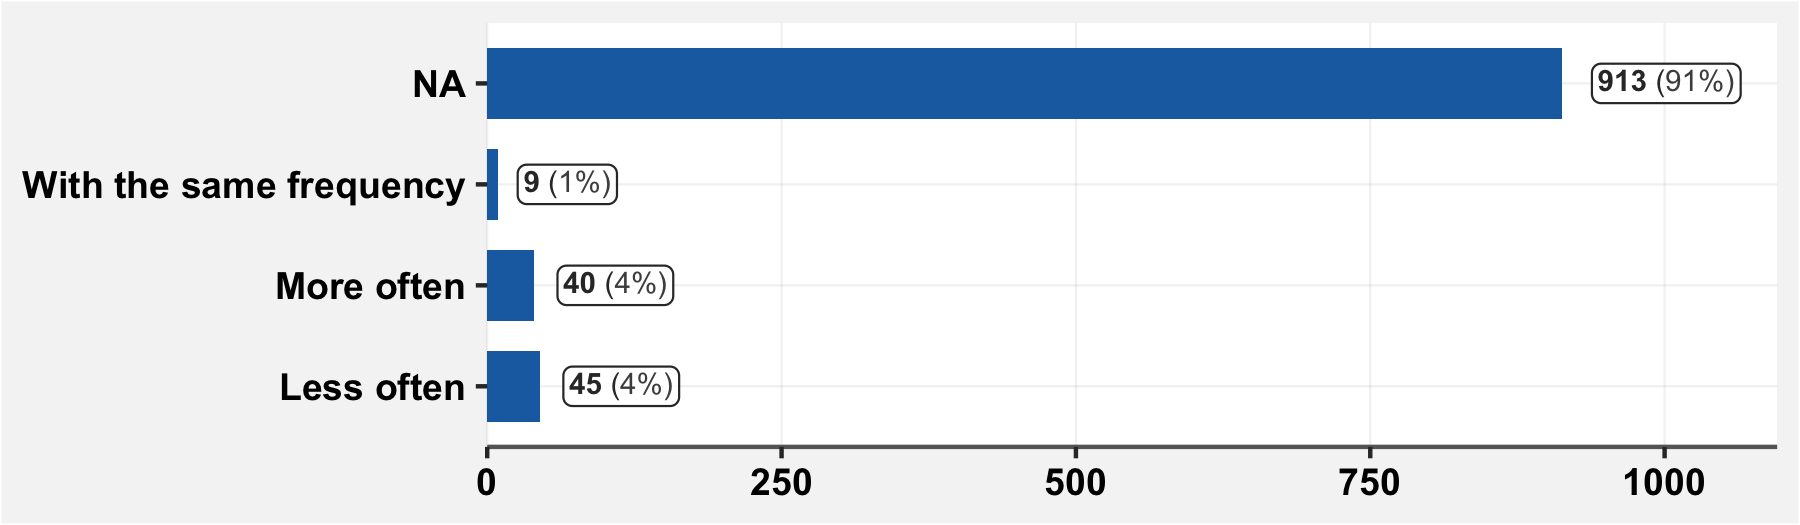 NA
913 (91%)
With the same frequency
9 (1%)
More often
40 (4%)
Less often
45 (4%)
0 250 500 750 1000